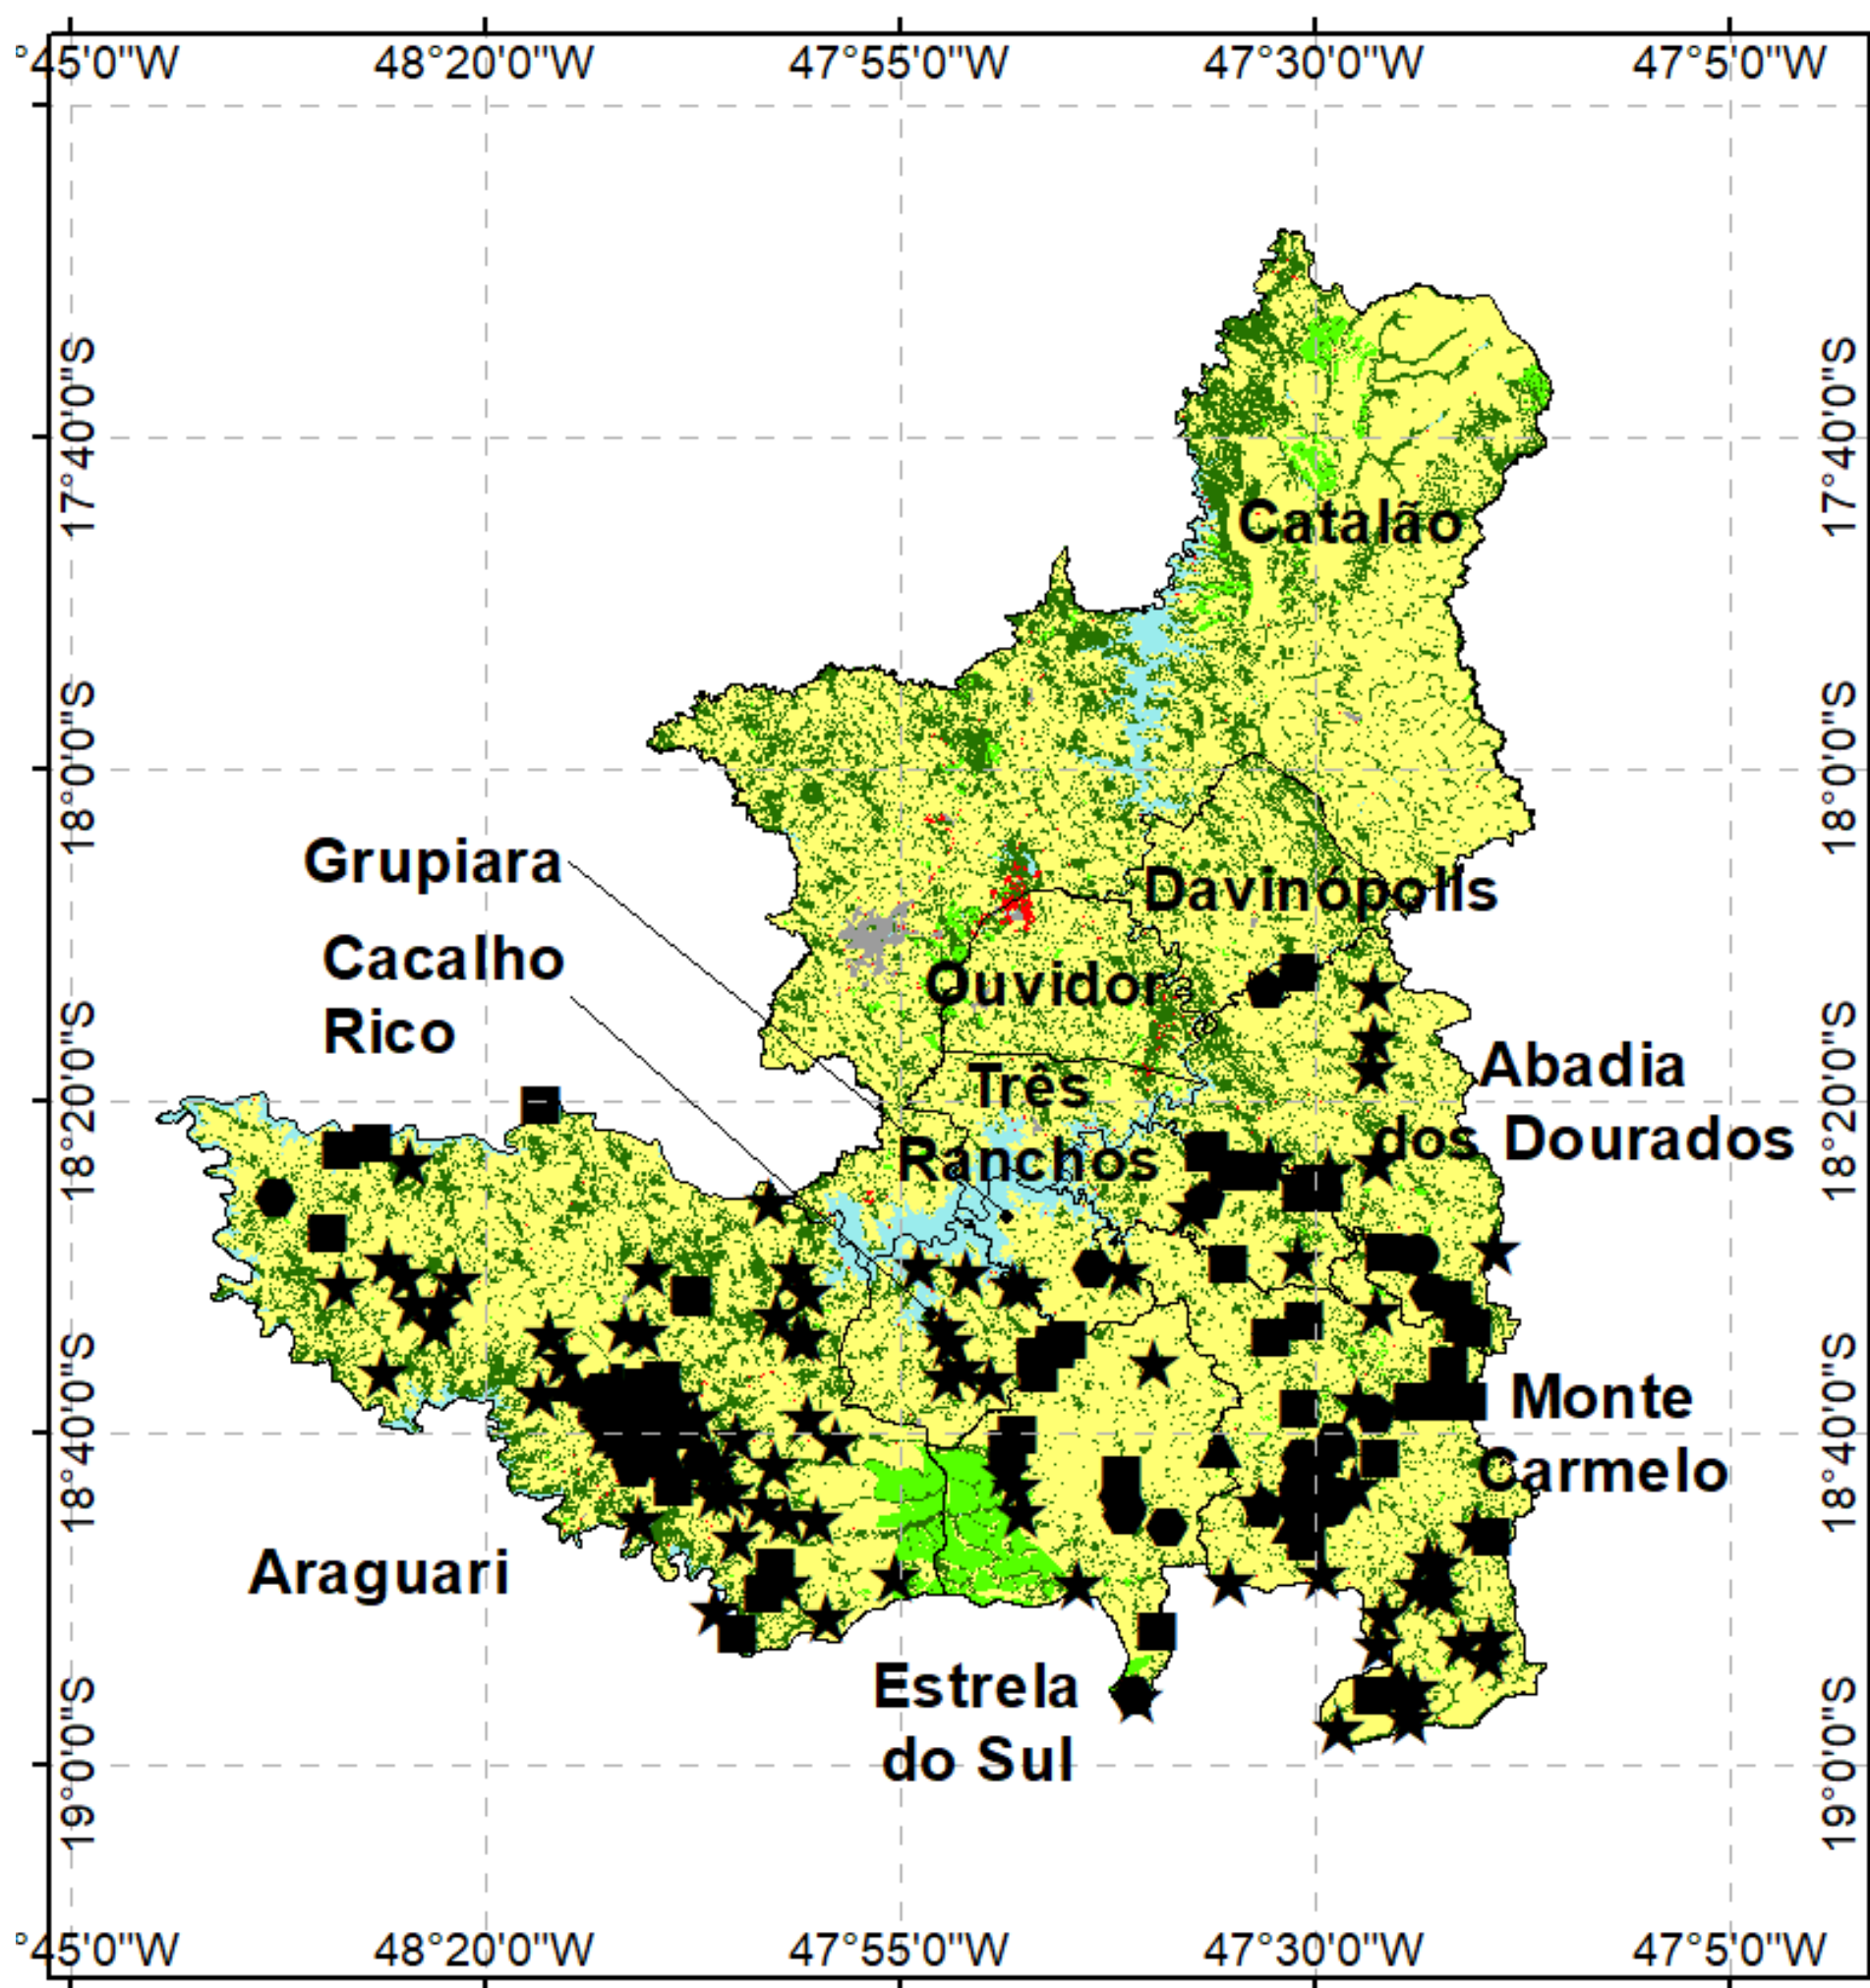 °45'0"W 48°20'0"W 47°55'0"W 47°30'0"W 47°5'0"W
17°40'0"S
17°40'0"S
Catalão
18°0'0"S
18°0'0"S
Grupiara
Davinópolis
Cacalho
Rico
Ouvidor
18°20'0"S
18°20'0"S
Três
Ranchos
Abadia
dos Dourados
18°40'0"S
18°40'0"S
Monte
Carmelo
Araguari
Estrela
do Sul
19°0'0"S
19°0'0"S
°45'0"W 48°20'0"W 47°55'0"W 47°30'0"W 47°5'0"W